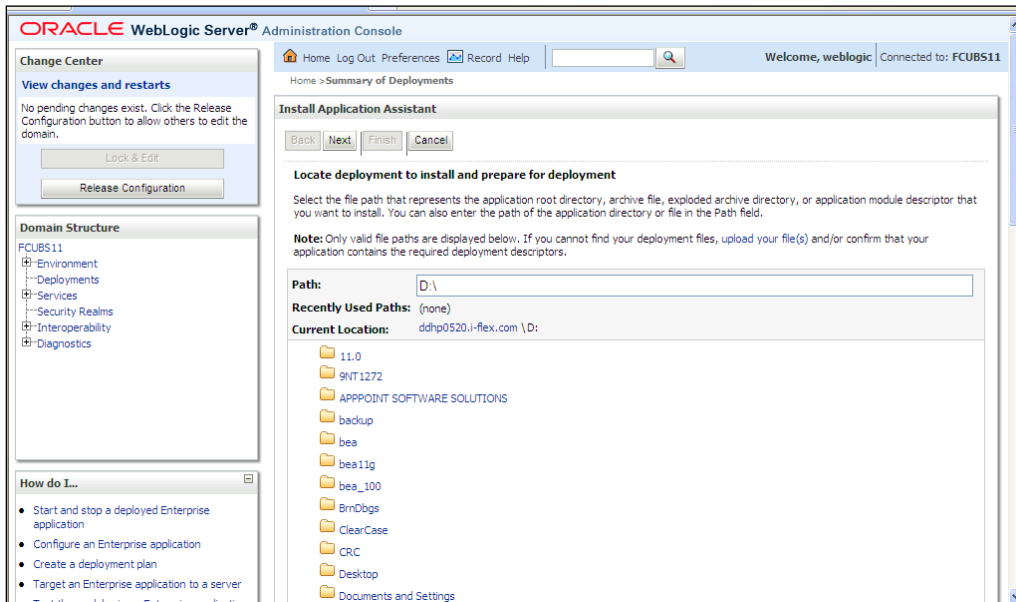 ORACLE WebLogic Server® Administration Console
Change Center
View changes and restarts
No pending changes exist. Click the Release
Configuration button to allow others to edit the
domain.
Lock & Edit
Release Configuration
Domain Structure
FCUBS11
Environment
Deployments
Services
Security Realms
Interoperability
Diagnostics
How do I...
Start and stop a deployed Enterprise
application
Configure an Enterprise application
Create a deployment plan
Target an Enterprise application to a server
Home Log Out Preferences Record Help
Welcome, weblogic Connected to: FCUBS11
Home >Summary of Deployments
Install Application Assistant
Back Next Finish Cancel
Locate deployment to install and prepare for deployment
Select the file path that represents the application root directory, archive file, exploded archive directory, or application module descriptor that
you want to install. You can also enter the path of the application directory or file in the Path field.
Note: Only valid file paths are displayed below. If you cannot find your deployment files, upload your file(s) and/or confirm that your
application contains the required deployment descriptors.
Path: D:\
Recently Used Paths: (none)
Current Location: ddhp0520.i-flex.com \D:
11.0
9NT1272
APPPOINT SOFTWARE SOLUTIONS
backup
bea
bea11g
bea_100
BrnDbgs
ClearCase
CRC
Desktop
Documents and Settings